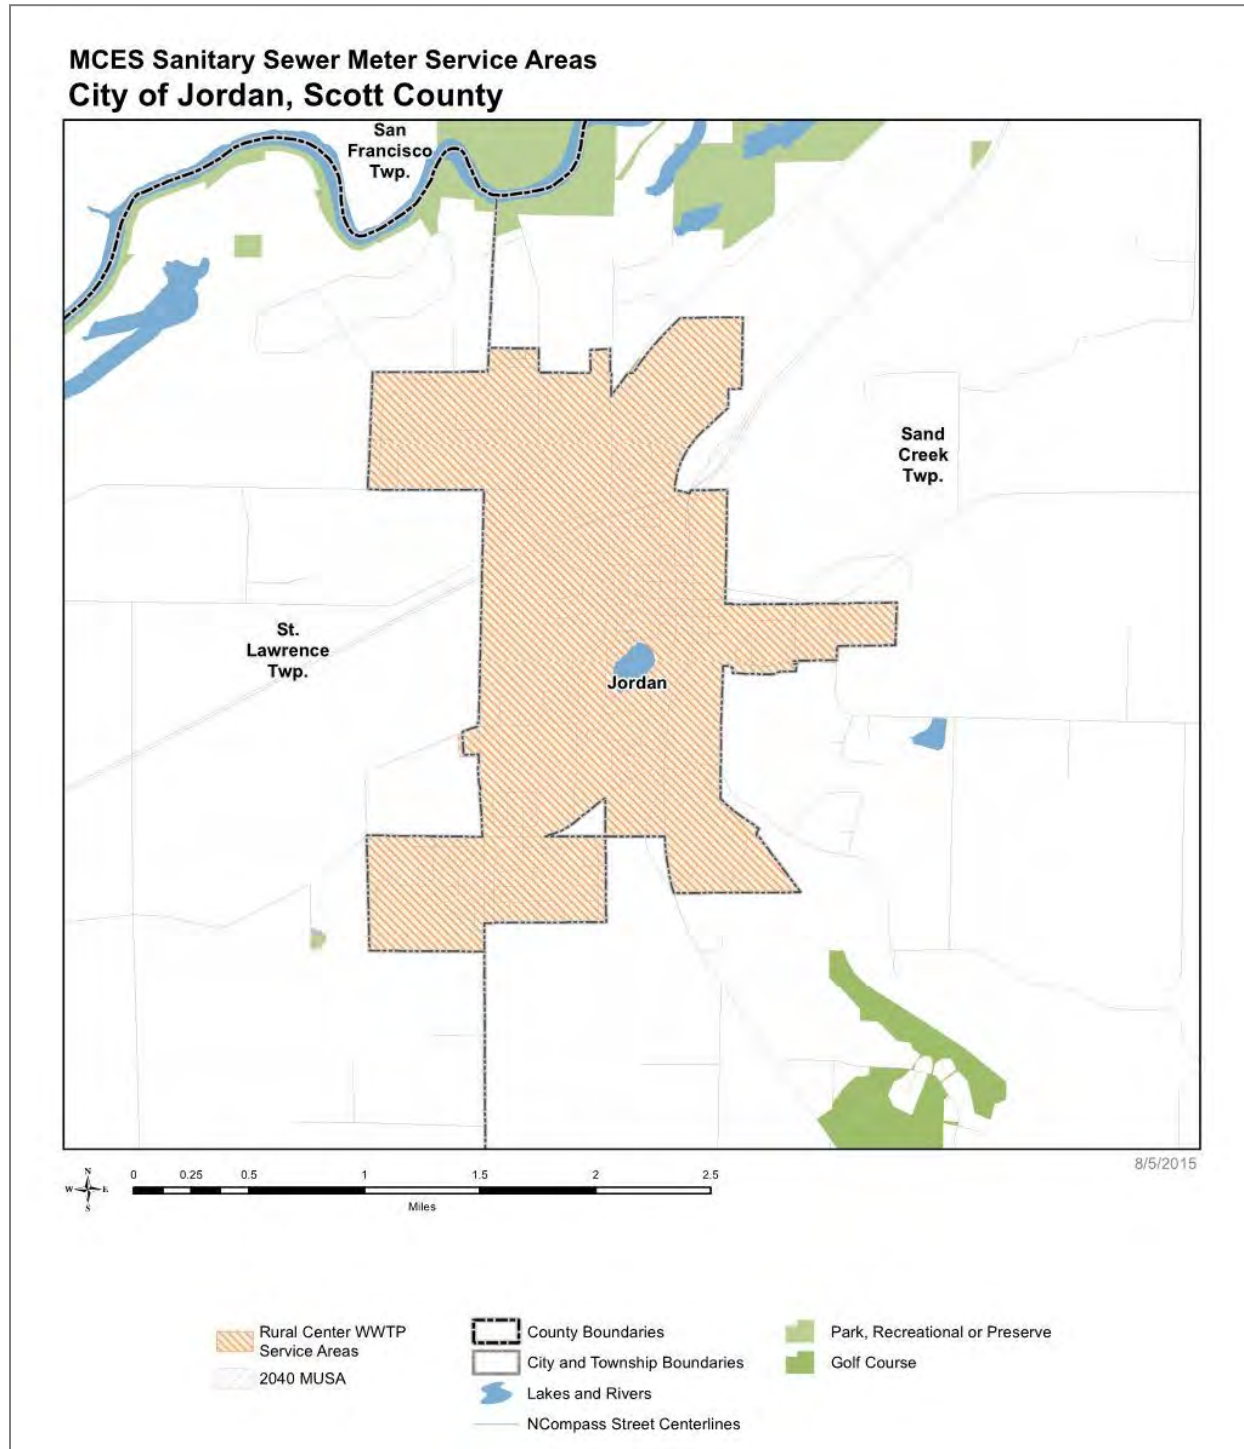 MCES Sanitary Sewer Meter Service Areas
City of Jordan, Scott County
San
Francisco
Twp.
Sand
Creek
Twp.
St.
Lawrence
Twp.
Jordan
8/5/2015
N
W E
S
0 0.25 0.5 1 1.5 2 2.5
Miles
Rural Center WWTP
Service Areas
2040 MUSA
County Boundaries
City and Township Boundaries
Lakes and Rivers
NCompass Street Centerlines
Park, Recreational or Preserve
Golf Course